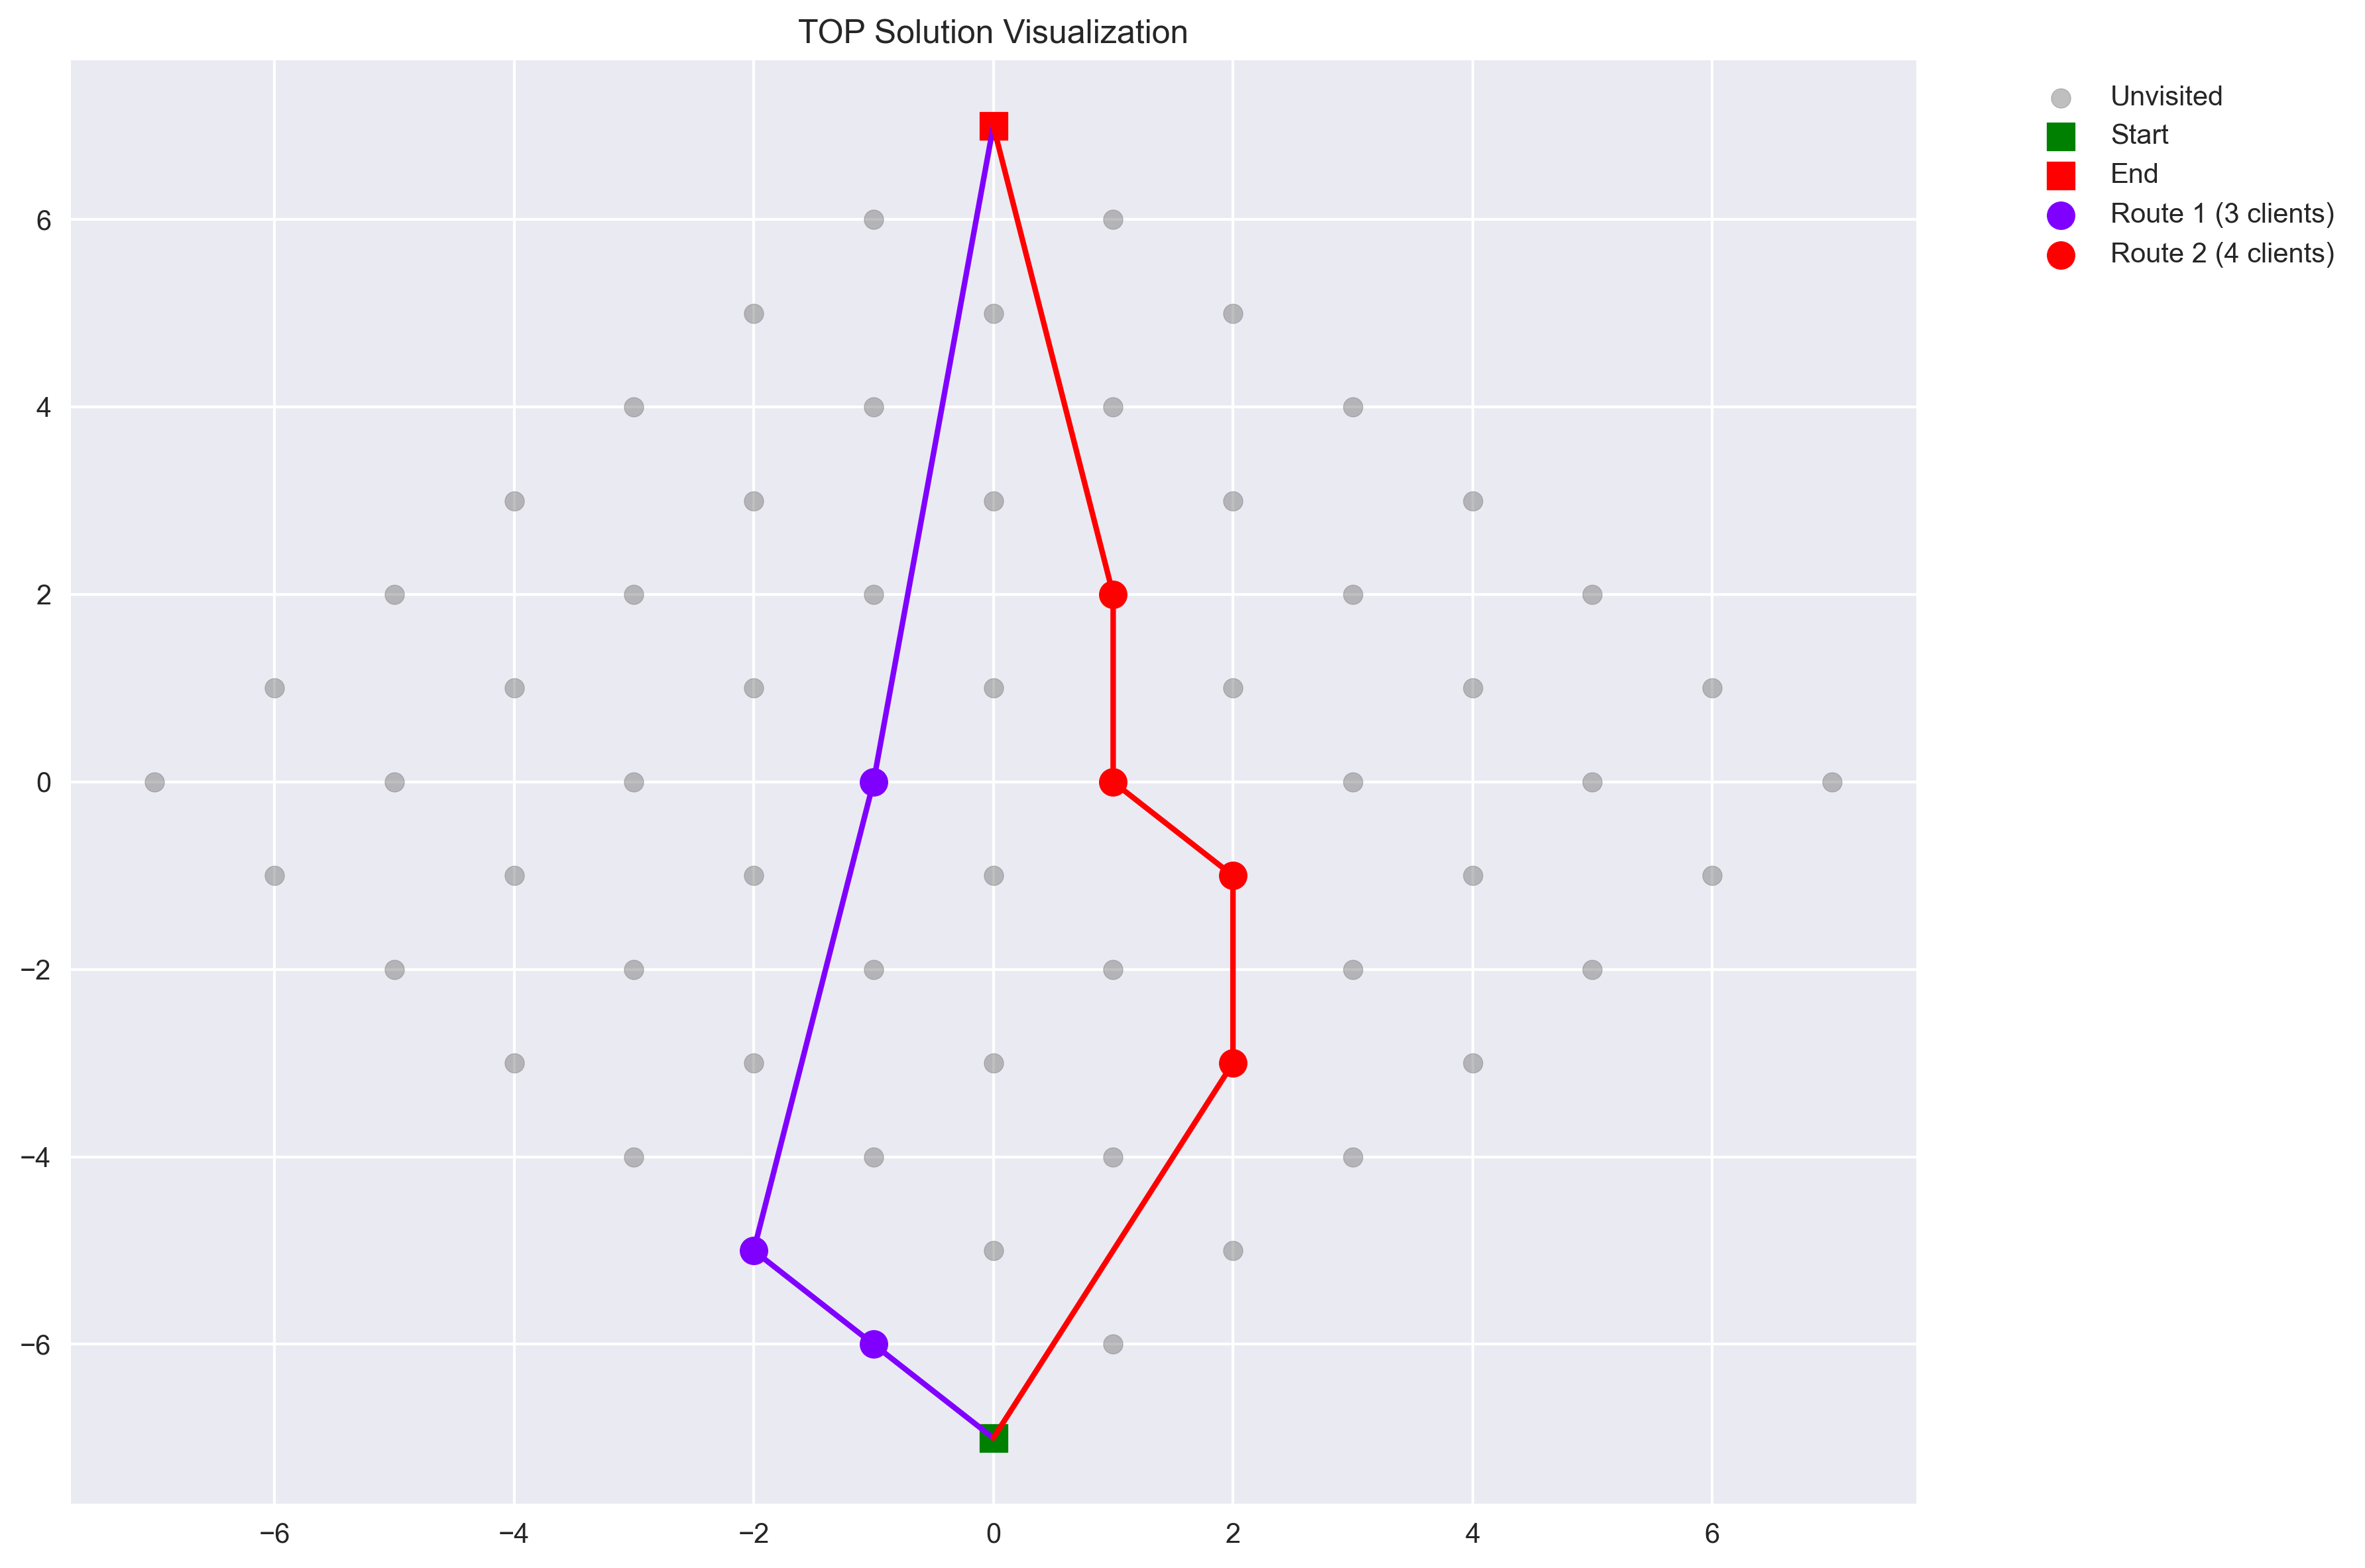 TOP Solution Visualization
Unvisited
Start
End
Route 1 (3 clients)
Route 2 (4 clients)
6
4
2
0
−2
−4
−6
−6 −4 −2 0 2 4 6